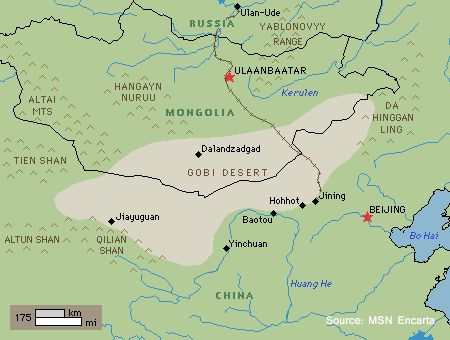 Ulan-Ude
RUSSIA
YABLONOVYY
RANGE
ULAANBAATAR
HANGAYN
NURUU
Kerulen
ALTAI
MTS
MONGOLIA
DA
HINGGAN
LING
Dalandzadgad
TIEN SHAN
GOBI DESERT
Hohhot
Jining
BEIJING
Jiayuguan
Baotou
Bo Hai
ALTUN SHAN
QILIAN
SHAN
Yinchuan
Huang He
CHINA
175
km
mi
Source: MSN Encarta